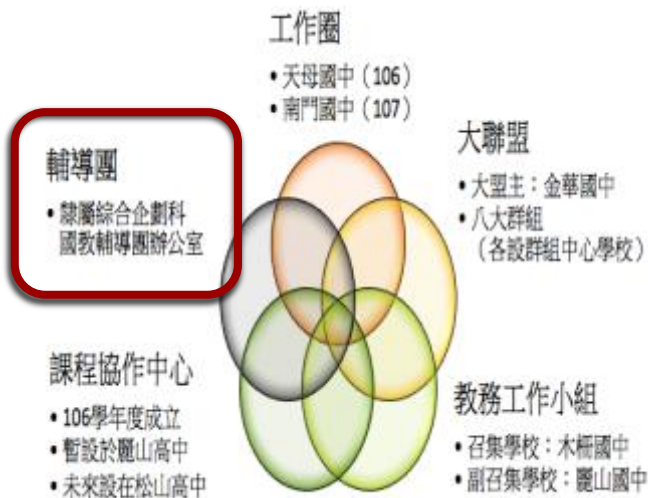 工作圈
• 天母國中（106）
• 南門國中（107）
輔導團
• 隸屬綜合企劃科
國教輔導團辦公室
大聯盟
• 大盟主：金華國中
• 八大群組
（各設群組中心學校）
課程協作中心
• 106學年度成立
• 暫設於麗山高中
• 未來設在松山高中
教務工作小組
• 召集學校：木柵國中
• 副召集學校：麗山國中